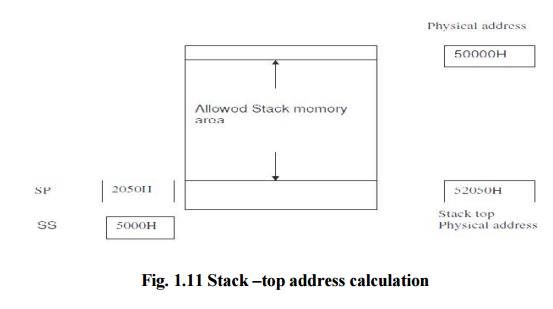 Physical address
50000H
Allowod Stack momory
aroa
SP
2050H
52050H
SS
5000H
Stack top
Physical address
Fig. 1.11 Stack –top address calculation